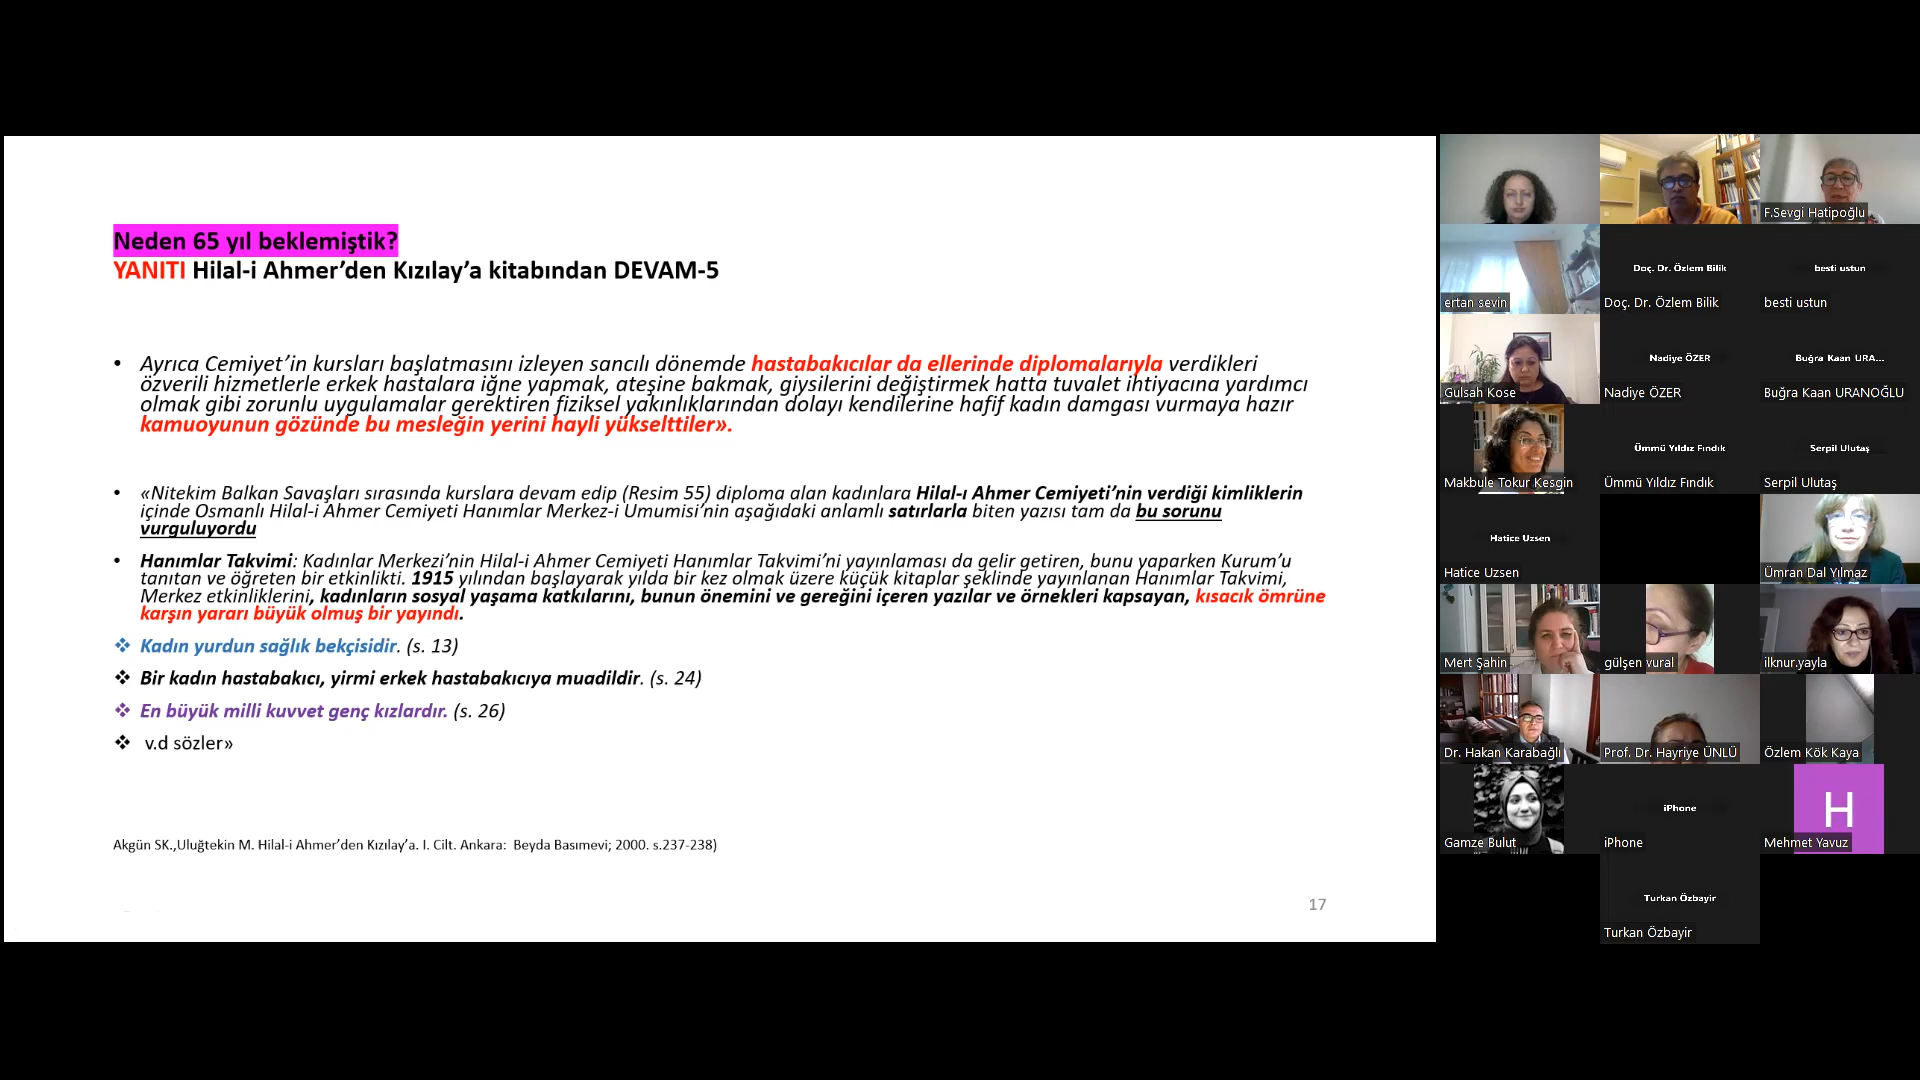 Neden 65 yıl beklemiştik?
YANITI Hilal-i Ahmer’den Kızılay’a kitabından DEVAM-5
• Ayrıca Cemiyet’in kursları başlatmasını izleyen sancılı dönemde hastabakıcılar da ellerinde diplomalarıyla verdikleri
özverili hizmetlerle erkek hastalara iğne yapmak, ateşine bakmak, giysilerini değiştirmek hatta tuvalet ihtiyacına yardımcı
olmak gibi zorunlu uygulamalar gerektiren fiziksel yakınlıklarından dolayı kendilerine hafif kadın damgası vurmaya hazır
kamuoyunun gözünde bu mesleğin yerini hayli yükselttiler».
• «Nitekim Balkan Savaşları sırasında kurslara devam edip (Resim 55) diploma alan kadınlara Hilal-ı Ahmer Cemiyeti’nin verdiği kimliklerin
içinde Osmanlı Hilal-i Ahmer Cemiyeti Hanımlar Merkez-i Umumisi’nin aşağıdaki anlamlı satırlarla biten yazısı tam da bu sorunu
vurguluyordu
• Hanımlar Takvimi: Kadınlar Merkezi’nin Hilal-i Ahmer Cemiyeti Hanımlar Takvimi’ni yayınlaması da gelir getiren, bunu yaparken Kurum’u
tanıtan ve öğreten bir etkinlikti. 1915 yılından başlayarak yılda bir kez olmak üzere küçük kitaplar şeklinde yayınlanan Hanımlar Takvimi,
Merkez etkinliklerini, kadınların sosyal yaşama katkılarını, bunun önemini ve gereğini içeren yazılar ve örnekleri kapsayan, kısacık ömrüne
karşın yararı büyük olmuş bir yayındı.
❖ Kadın yurdun sağlık bekçisidir. (s. 13)
❖ Bir kadın hastabakıcı, yirmi erkek hastabakıcıya muadildir. (s. 24)
❖ En büyük milli kuvvet genç kızlardır. (s. 26)
❖ v.d sözler»
Akgün SK.,Uluğtekin M. Hilal-i Ahmer’den Kızılay’a. I. Cilt. Ankara: Beyda Basımevi; 2000. s.237-238)
17
F.Sevgi Hatipoğlu
ertan sevin
Doç. Dr. Özlem Bilik
Doç. Dr. Özlem Bilik
besti ustun
besti ustun
Gulsah Kose
Nadiye ÖZER
Nadiye ÖZER
Buğra Kaan URA...
Buğra Kaan URANOĞLU
Makbule Tokur Kesgin
Ümmü Yıldız Fındık
Ümmü Yıldız Fındık
Serpil Ulutaş
Serpil Ulutaş
Hatice Uzsen
Hatice Uzsen
Ümran Dal Yılmaz
Mert Şahin
gülşen vural
ilknur.yayla
Dr. Hakan Karabağlı
Prof. Dr. Hayriye ÜNLÜ
Özlem Kök Kaya
Gamze Bulut
iPhone
iPhone
H
Mehmet Yavuz
Turkan Özbayir
Turkan Özbayir